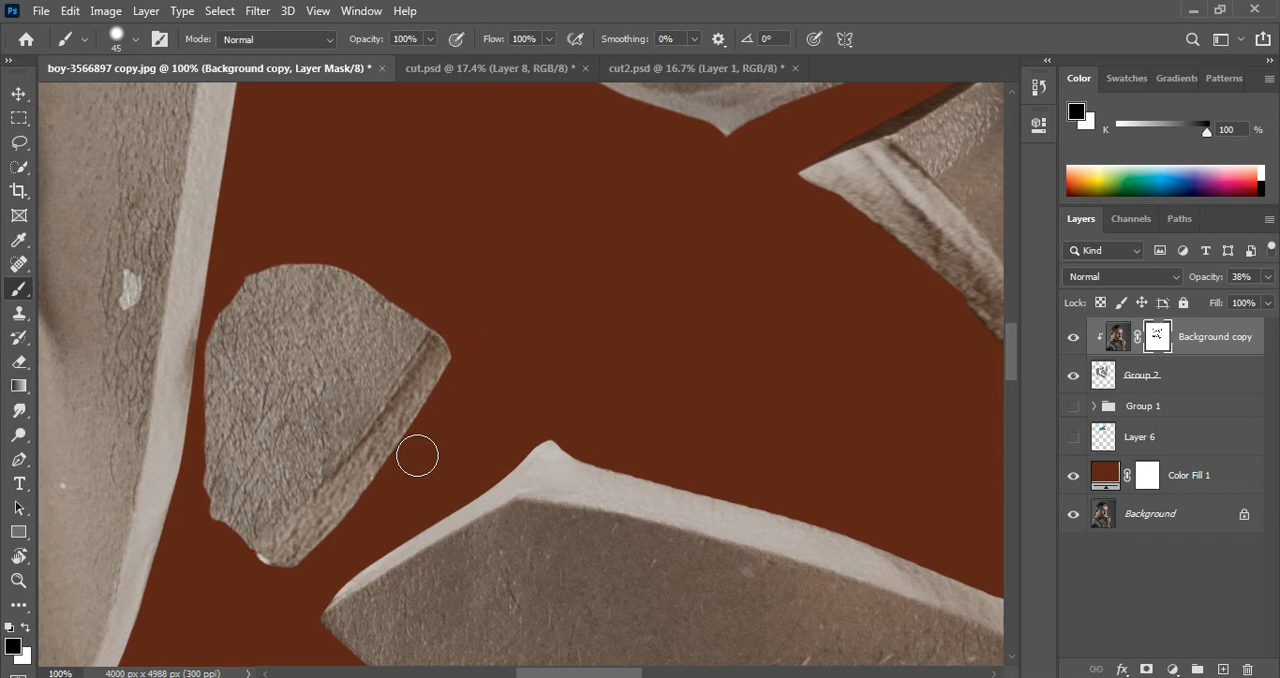 Ps File Edit Image Layer Type Select Filter 3D View Window Help
45 Mode: Normal Opacity: 100% Flow: 100% Smoothing: 0% 0°
boy-3566897 copy.jpg @ 100% (Background copy, Layer Mask/8) * × cut.psd @ 17.4% (Layer 8, RGB/8) * × cut2.psd @ 16.7% (Layer 1, RGB/8) * ×
Color Swatches Gradients Patterns
K 100 %
Layers Channels Paths
Kind
Normal Opacity: 38%
Lock: Fill: 100%
Background copy
Group 2
Group 1
Layer 6
Color Fill 1
Background
100% 4000 px x 4988 px (300 ppi)